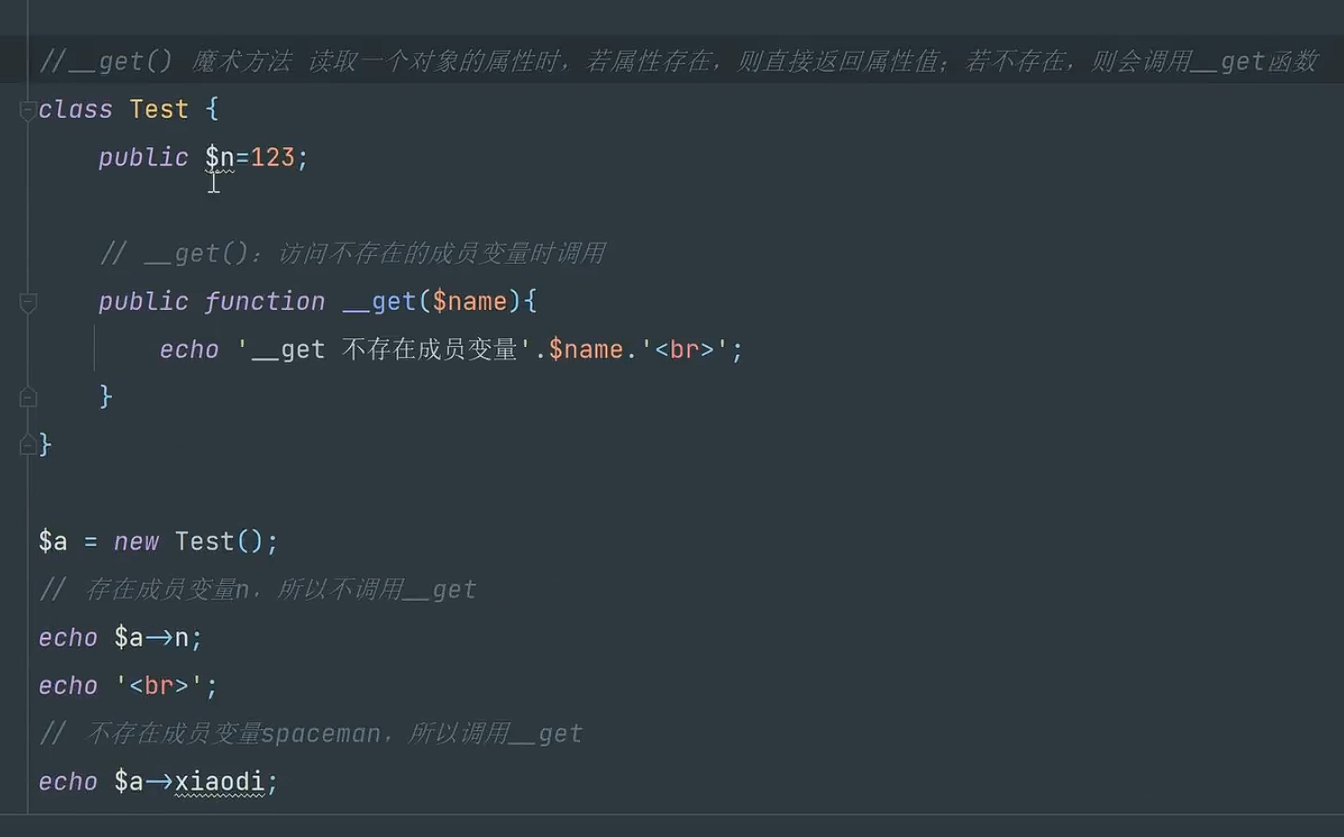 //__get() 魔术方法 读取一个对象的属性时，若属性存在，则直接返回属性值；若不存在，则会调用__get函数
class Test {
public $n=123;
// __get()：访问不存在的成员变量时调用
public function __get($name){
echo '__get 不存在成员变量'.$name.'<br>';
}
}
$a = new Test();
// 存在成员变量n，所以不调用__get
echo $a->n;
echo '<br>';
// 不存在成员变量spaceman，所以调用__get
echo $a->xiaodi;